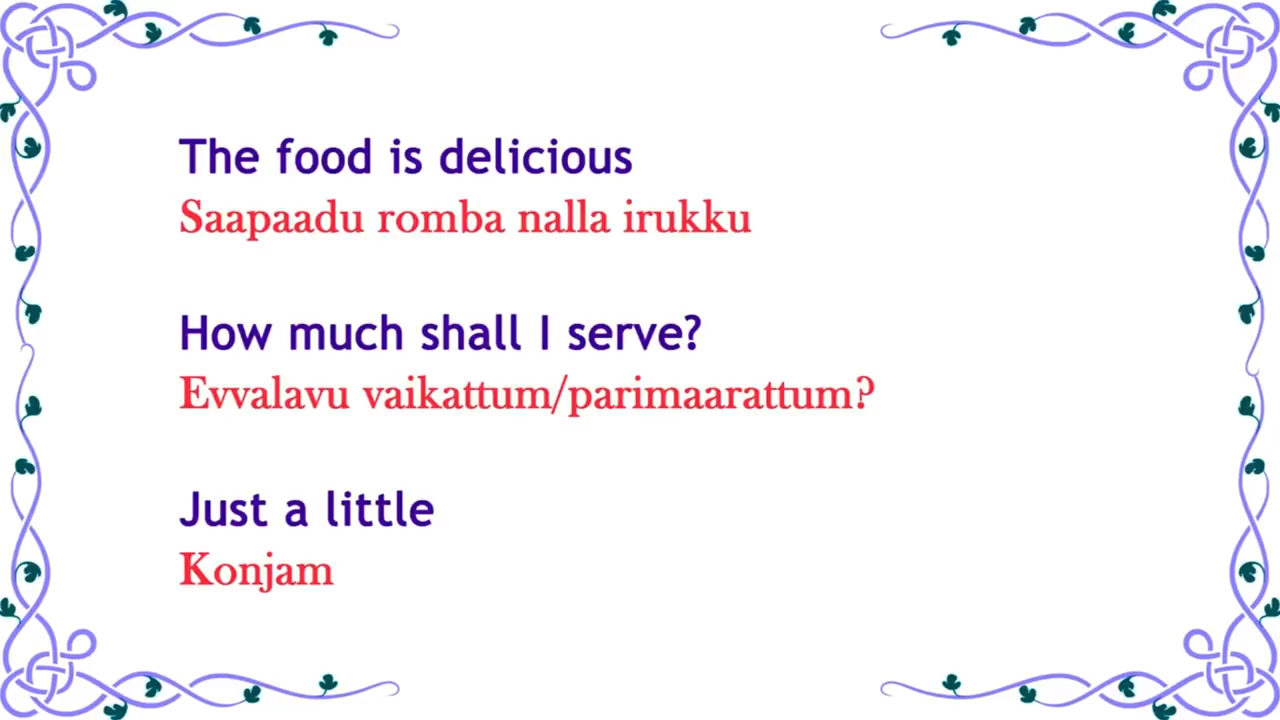 The food is delicious
Saapaadu romba nalla irukku
How much shall I serve?
Evvalavu vaikattum/parimaarattum?
Just a little
Konjam